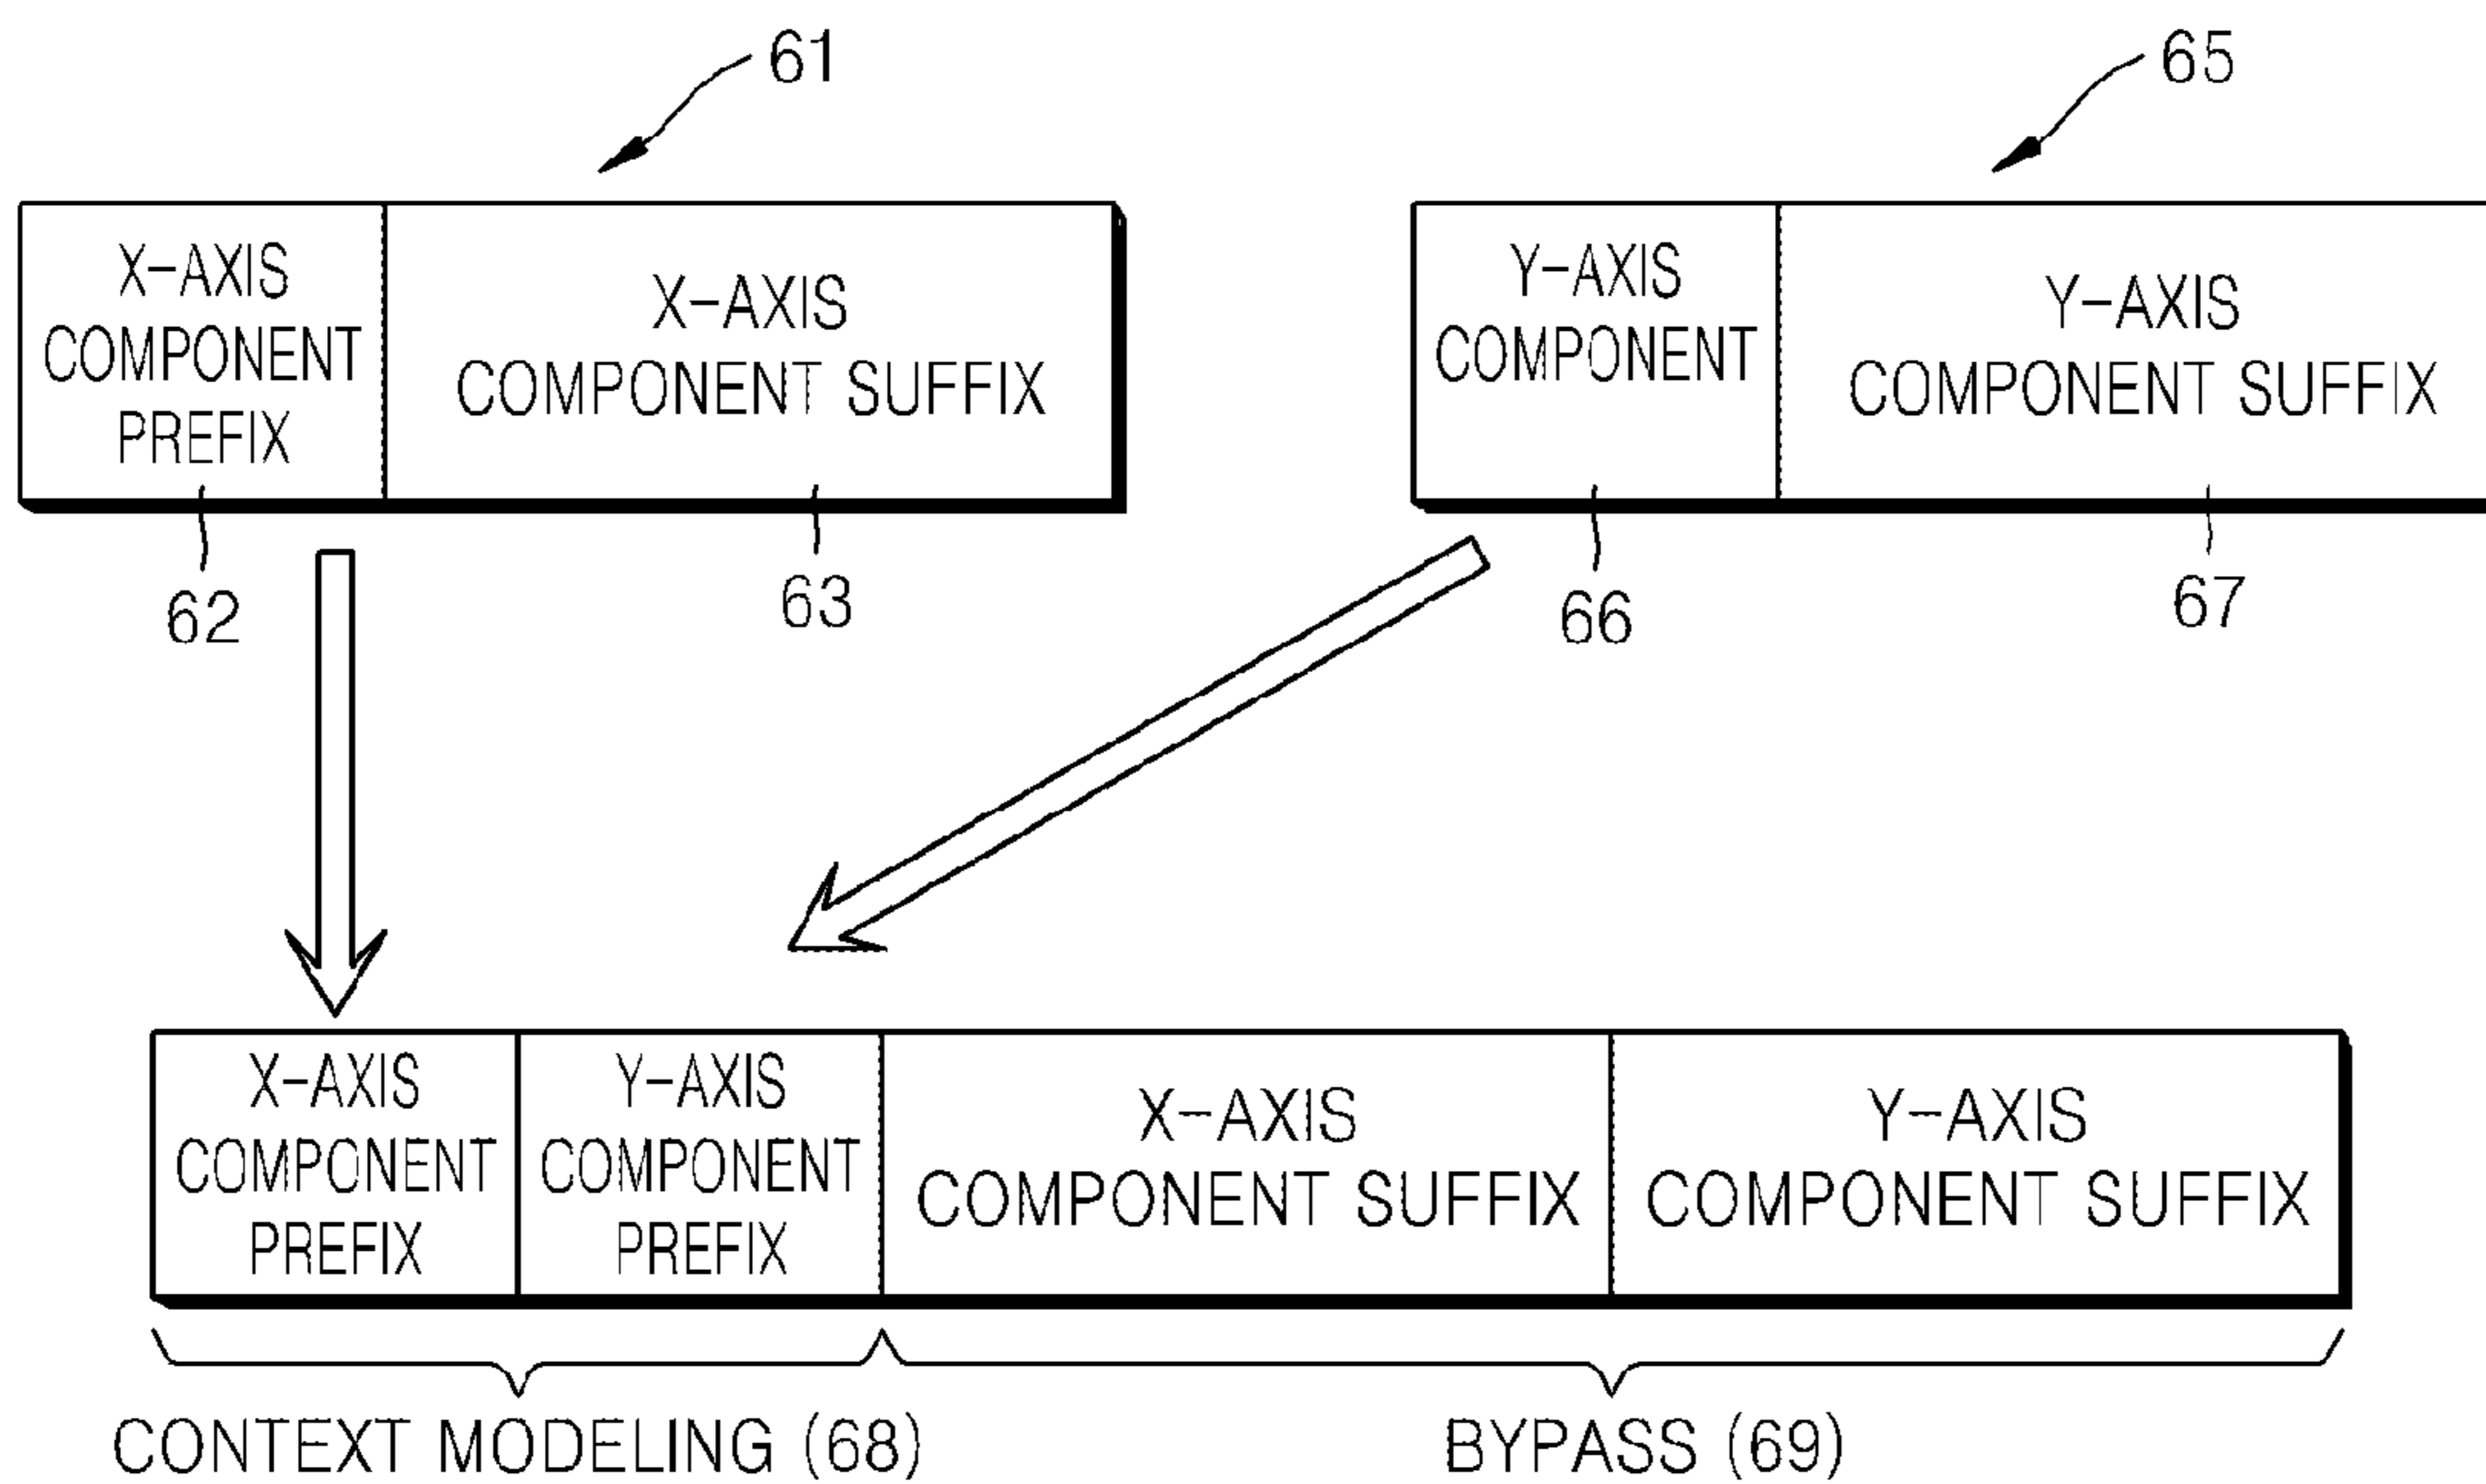 61
65
X-AXIS
COMPONENT
PREFIX
X-AXIS
COMPONENT SUFFIX
Y-AXIS
COMPONENT
Y-AXIS
COMPONENT SUFFIX
62
63
66
67
X-AXIS
COMPONENT
PREFIX
Y-AXIS
COMPONENT
PREFIX
X-AXIS
COMPONENT SUFFIX
Y-AXIS
COMPONENT SUFFIX
CONTEXT MODELING (68)
BYPASS (69)